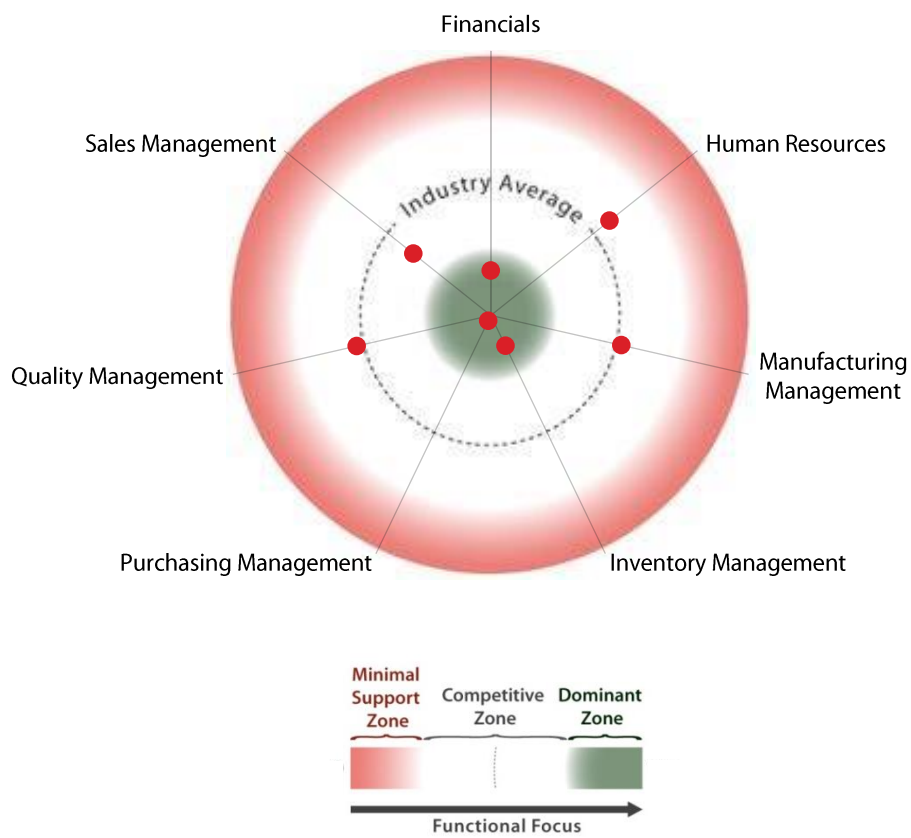 Financials
Sales Management
Human Resources
Industry Average
Quality Management
Manufacturing
Management
Purchasing Management
Inventory Management
Minimal
Support
Zone
Competitive
Zone
Dominant
Zone
Functional Focus